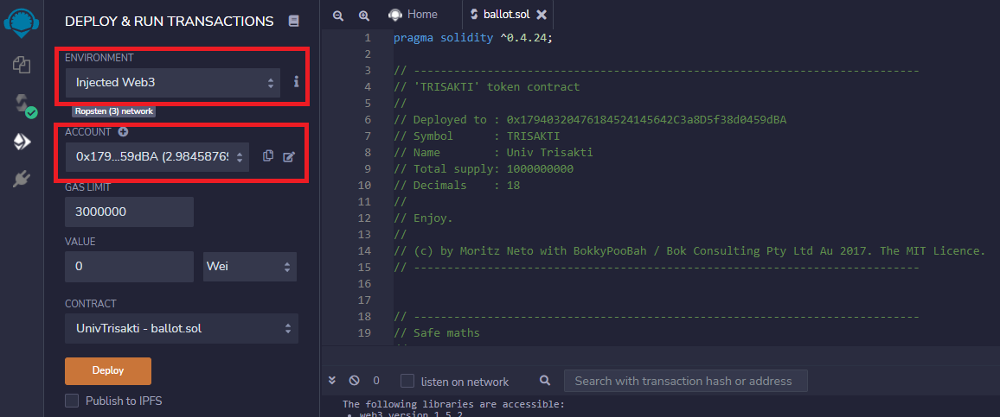 DEPLOY & RUN TRANSACTIONS
ENVIRONMENT
Injected Web3
Ropsten (3) network
ACCOUNT
0x179...59dBA (2.98458769
GAS LIMIT
3000000
VALUE
0
Wei
CONTRACT
UnivTrisakti - ballot.sol
Deploy
Publish to IPFS
Home
ballot.sol
1 pragma solidity ^0.4.24;
2
3 // ---------------------------------------------------------------------------
4 // 'TRISAKTI' token contract
5 //
6 // Deployed to : 0x17940320476184524145642C3a8D5f38d0459dBA
7 // Symbol      : TRISAKTI
8 // Name        : Univ Trisakti
9 // Total supply: 1000000000
10 // Decimals    : 18
11 //
12 // Enjoy.
13 //
14 // (c) by Moritz Neto with BokkyPooBah / Bok Consulting Pty Ltd Au 2017. The MIT Licence.
15 // ---------------------------------------------------------------------------
16
17
18 // ---------------------------------------------------------------------------
19 // Safe maths
0
listen on network
Search with transaction hash or address
The following libraries are accessible:
• web3 version 1.5.2